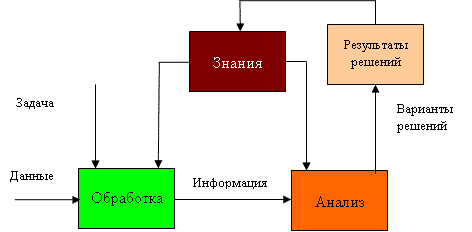 Результаты
решений
Знания
Задача
Варианты
решений
Данные
Обработка
Информация
Анализ